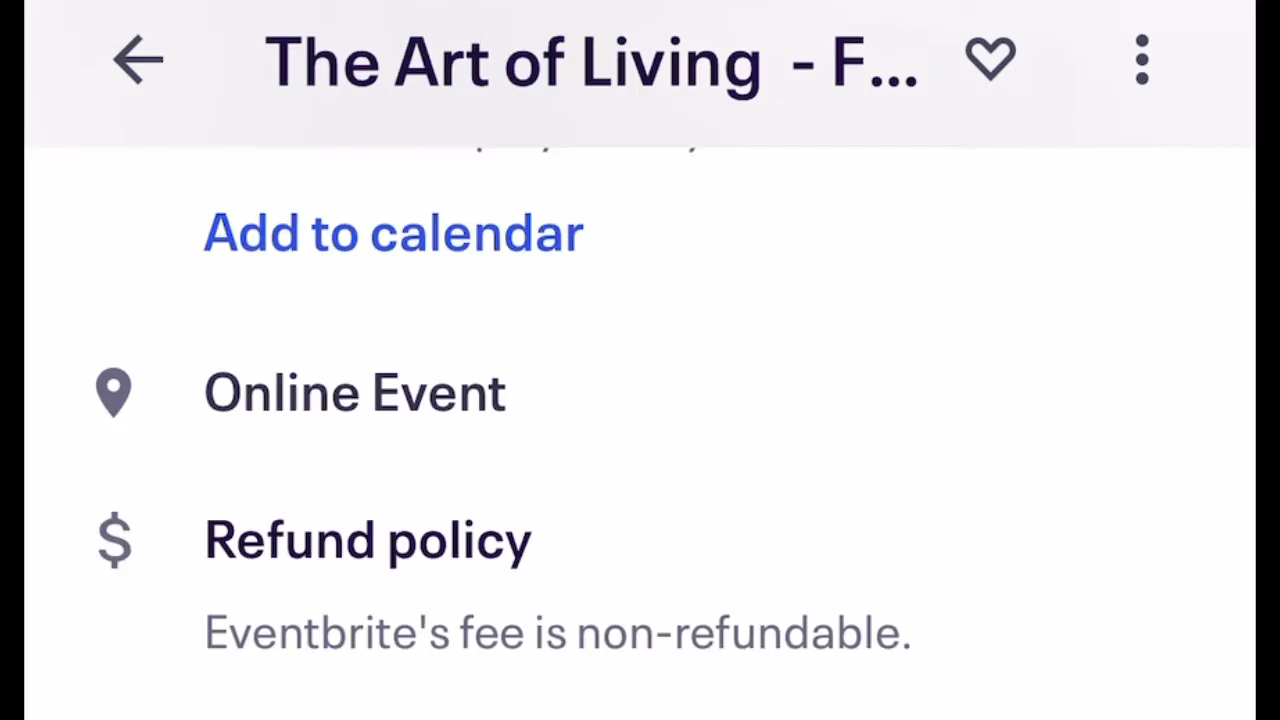 The Art of Living - F...
Add to calendar
Online Event
$ Refund policy
Eventbrite's fee is non-refundable.